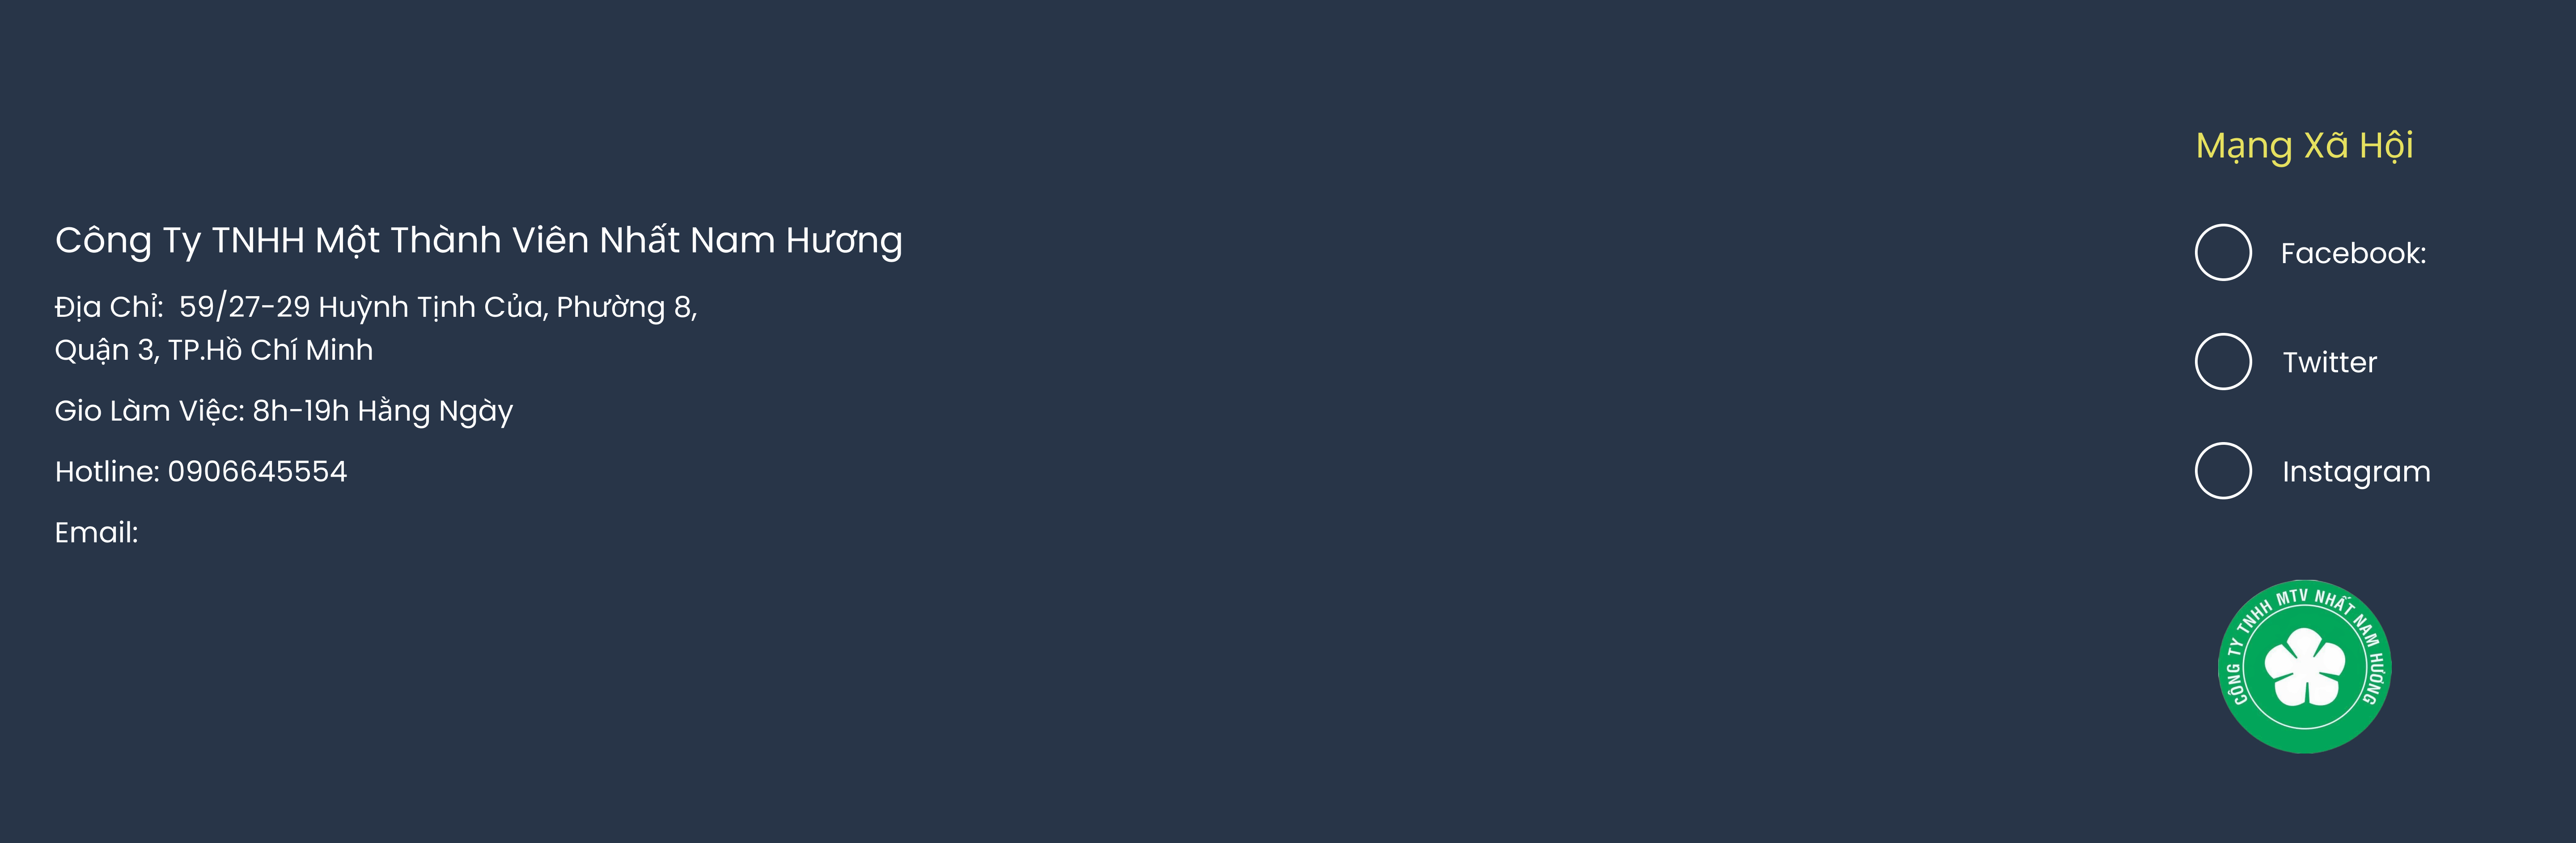 Công Ty TNHH Một Thành Viên Nhất Nam Hương
Địa Chỉ: 59/27-29 Huỳnh Tịnh Của, Phường 8,
Quận 3, TP.Hồ Chí Minh
Gio Làm Việc: 8h-19h Hằng Ngày
Hotline: 0906645554
Email:
Mạng Xã Hội
Facebook:
Twitter
Instagram
CÔNG TY TNHH MTV NHẤT NAM HƯƠNG